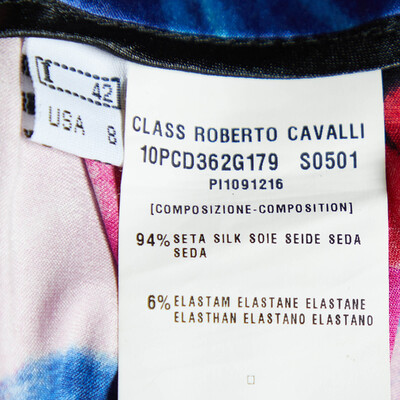 I 42
USA 8
CLASS ROBERTO CAVALLI
10PCD362G179 S0501
PI1091216
[COMPOSIZIONE-COMPOSITION]
94% SETA SILK SOIE SEIDE SEDA
SEDA
6% ELASTAM ELASTANE ELASTANE
ELASTHAN ELASTANO ELASTANO